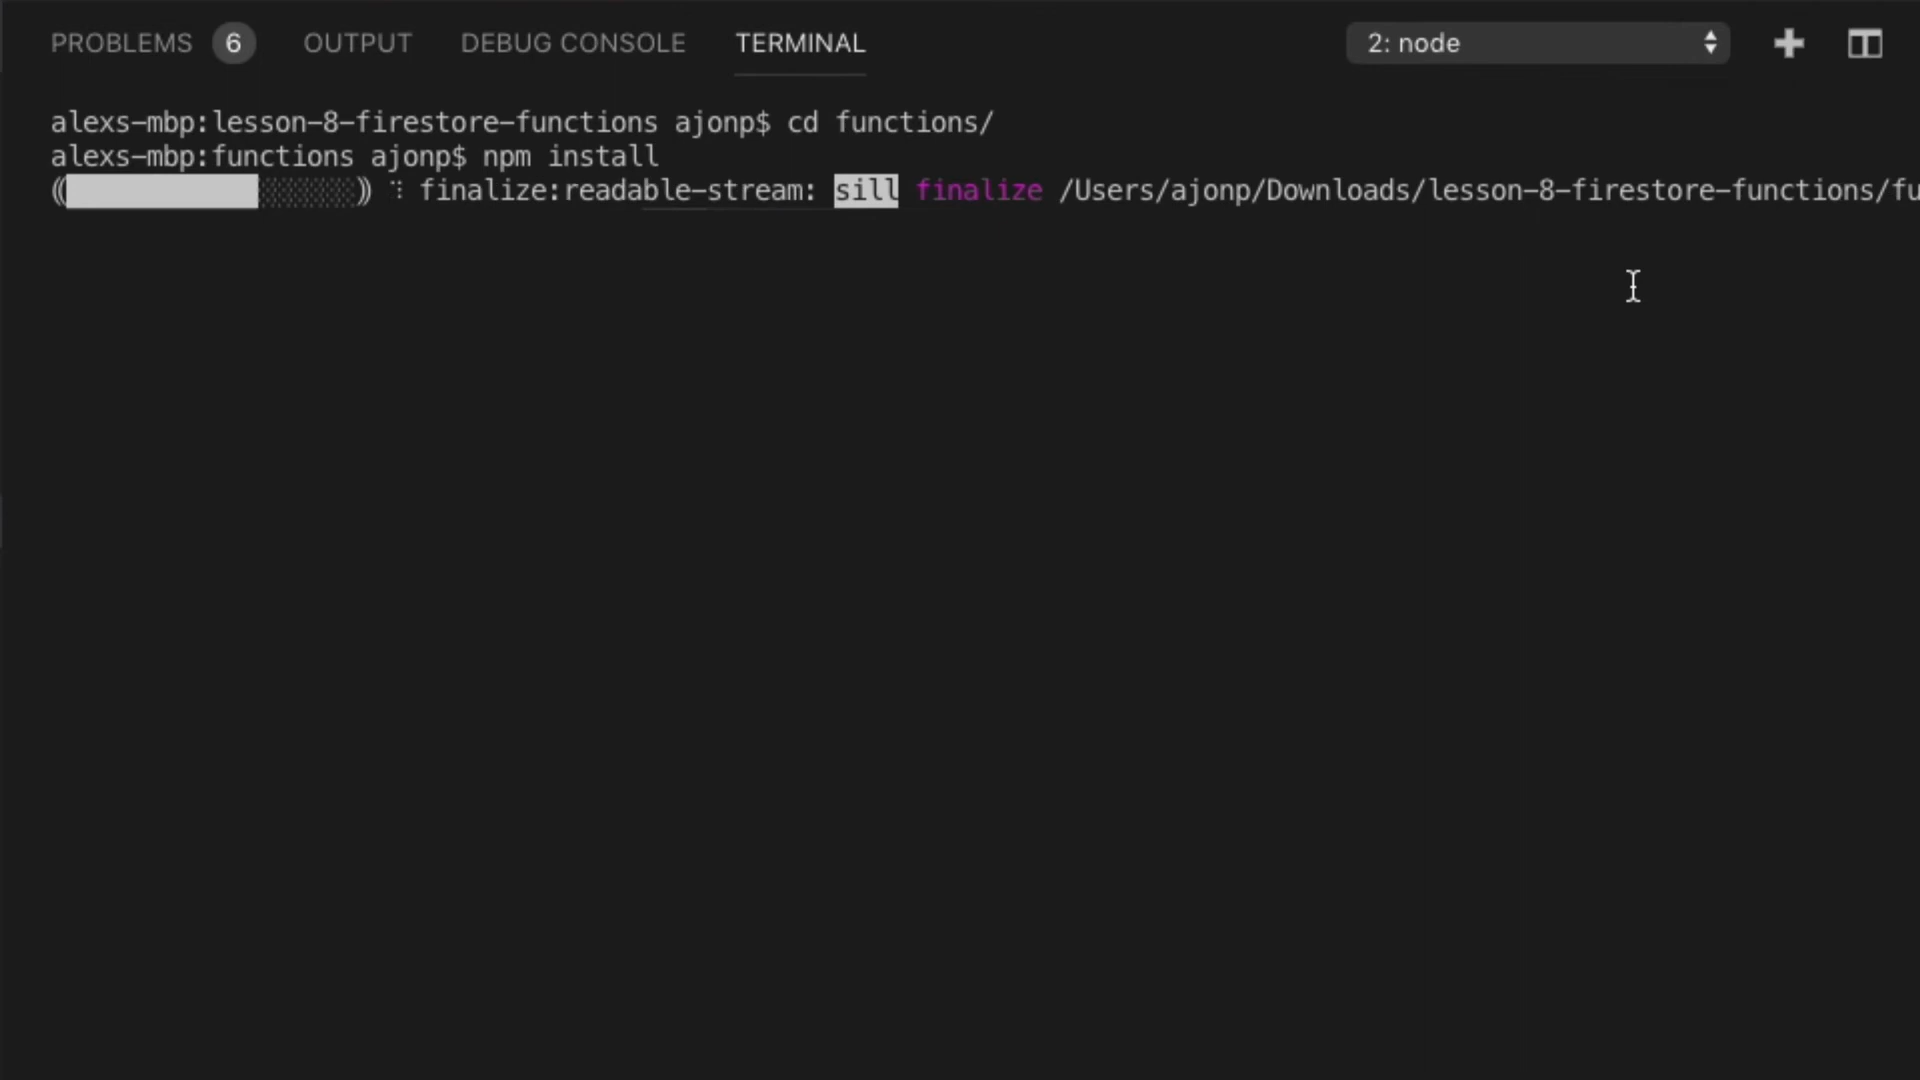 PROBLEMS 6 OUTPUT DEBUG CONSOLE TERMINAL 2: node
alexs-mbp:lesson-8-firestore-functions ajonp$ cd functions/
alexs-mbp:functions ajonp$ npm install
finalize:readable-stream: sill finalize /Users/ajonp/Downloads/lesson-8-firestore-functions/fu